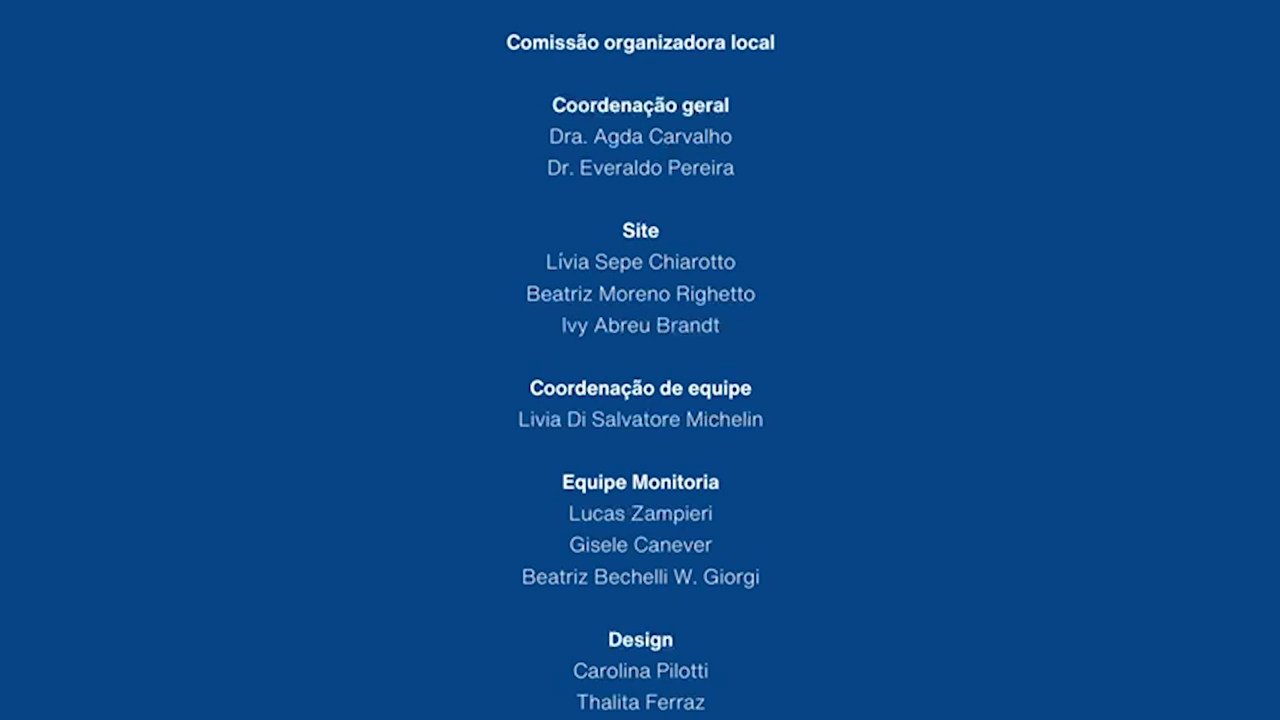 Comissão organizadora local
Coordenação geral
Dra. Agda Carvalho
Dr. Everaldo Pereira
Site
Lívia Sepe Chiarotto
Beatriz Moreno Righetto
Ivy Abreu Brandt
Coordenação de equipe
Livia Di Salvatore Michelin
Equipe Monitoria
Lucas Zampieri
Gisele Canever
Beatriz Bechelli W. Giorgi
Design
Carolina Pilotti
Thalita Ferraz